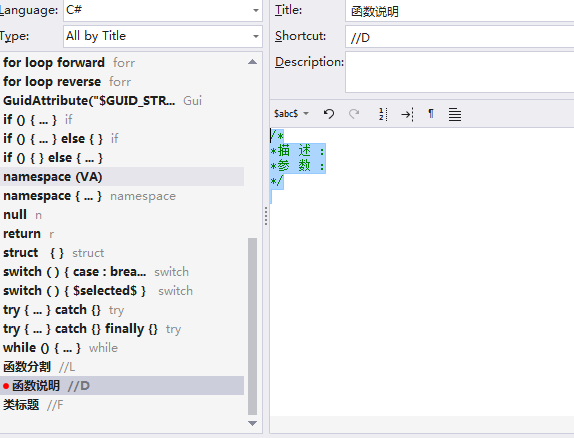 Language: C#
Type: All by Title
for loop forward forr
for loop reverse forr
GuidAttribute("$GUID_STR... Gui
if () { ... } if
if () { ... } else { } if
if () { } else { ... }
namespace (VA)
namespace { ... } namespace
null n
return r
struct { } struct
switch ( ) { case : brea... switch
switch ( ) { $selected$ } switch
try { ... } catch {} try
try { ... } catch {} finally {} try
while () { ... } while
函数分割 //L
函数说明 //D
类标题 //F
Title: 函数说明
Shortcut: //D
Description:
$abc$
/*
*描 述 :
*参 数 :
*/